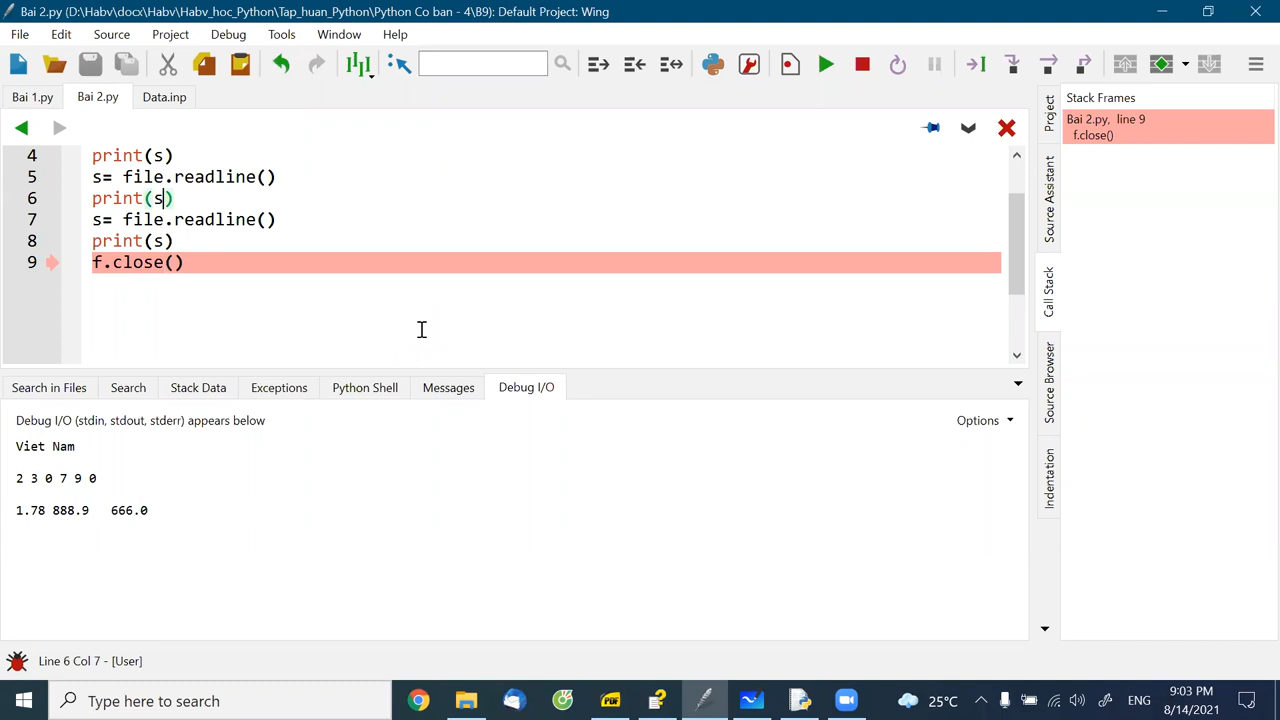 Bai 2.py (D:\Habv\docx\Habv\Habv_hoc_Python\Tap_huan_Python\Python Co ban - 4\B9): Default Project: Wing
File Edit Source Project Debug Tools Window Help
Bai 1.py Bai 2.py Data.inp
4 print(s)
5 s= file.readline()
6 print(s)
7 s= file.readline()
8 print(s)
9 f.close()
Stack Frames
Bai 2.py, line 9
f.close()
Project
Source Assistant
Call Stack
Source Browser
Indentation
Search in Files Search Stack Data Exceptions Python Shell Messages Debug I/O
Debug I/O (stdin, stdout, stderr) appears below
Options
Viet Nam
2 3 0 7 9 0
1.78 888.9 666.0
Line 6 Col 7 - [User]
Type here to search
PDF
25°C
ENG
9:03 PM
8/14/2021